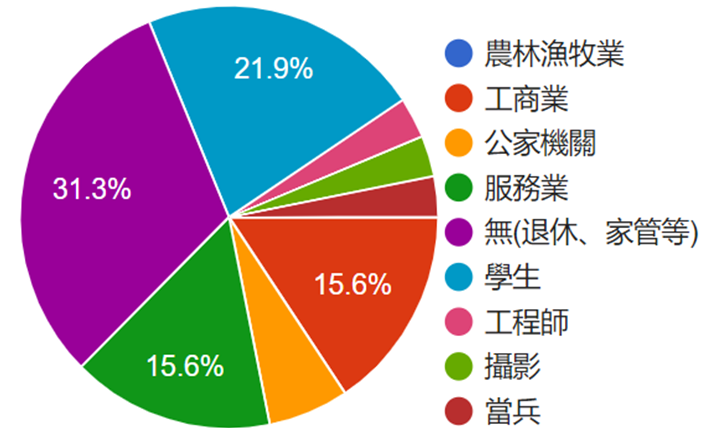 21.9%
31.3%
15.6%
15.6%
農林漁牧業
工商業
公家機關
服務業
無(退休、家管等)
學生
工程師
攝影
當兵